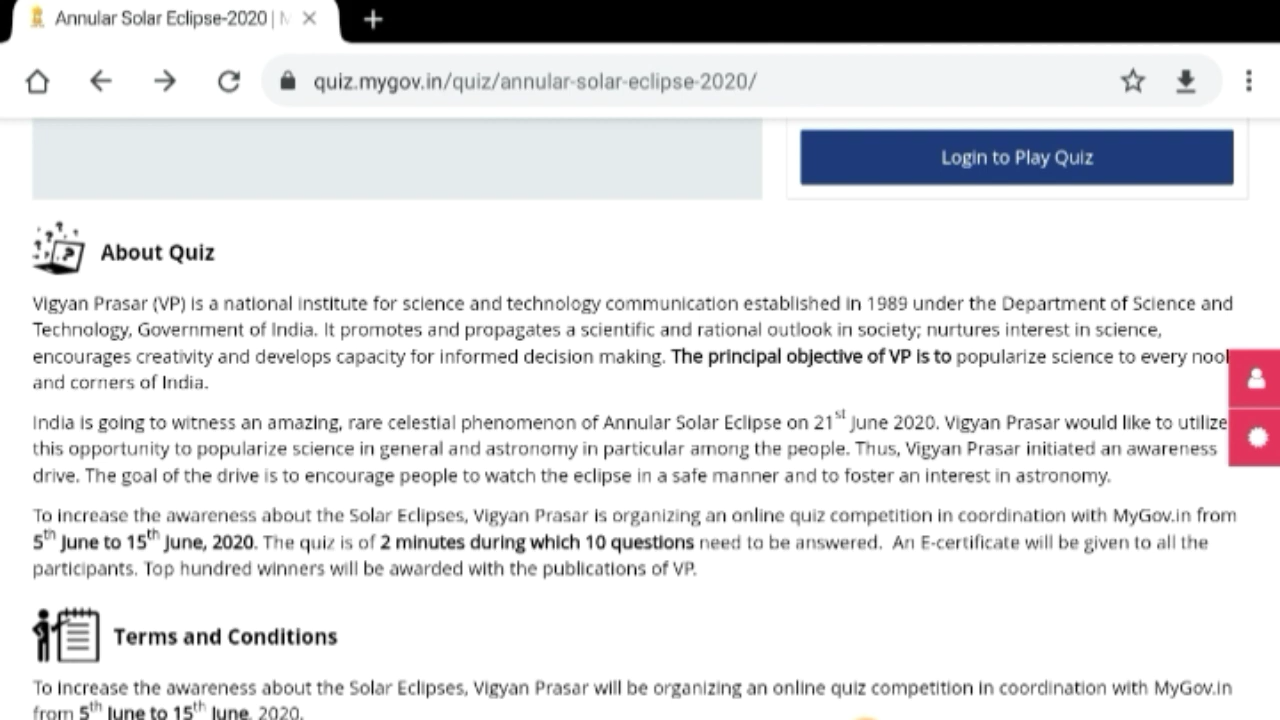 Annular Solar Eclipse-2020 |
quiz.mygov.in/quiz/annular-solar-eclipse-2020/
Login to Play Quiz
About Quiz
Vigyan Prasar (VP) is a national institute for science and technology communication established in 1989 under the Department of Science and
Technology, Government of India. It promotes and propagates a scientific and rational outlook in society; nurtures interest in science,
encourages creativity and develops capacity for informed decision making. The principal objective of VP is to popularize science to every
and corners of India.
India is going to witness an amazing, rare celestial phenomenon of Annular Solar Eclipse on 21st June 2020. Vigyan Prasar would like to utilize
this opportunity to popularize science in general and astronomy in particular among the people. Thus, Vigyan Prasar initiated an awareness
drive. The goal of the drive is to encourage people to watch the eclipse in a safe manner and to foster an interest in astronomy.
To increase the awareness about the Solar Eclipses, Vigyan Prasar is organizing an online quiz competition in coordination with MyGov.in from
5th June to 15th June, 2020. The quiz is of 2 minutes during which 10 questions need to be answered. An E-certificate will be given to all the
participants. Top hundred winners will be awarded with the publications of VP.
Terms and Conditions
To increase the awareness about the Solar Eclipses, Vigyan Prasar will be organizing an online quiz competition in coordination with MyGov.in
from 5th June to 15th June, 2020.